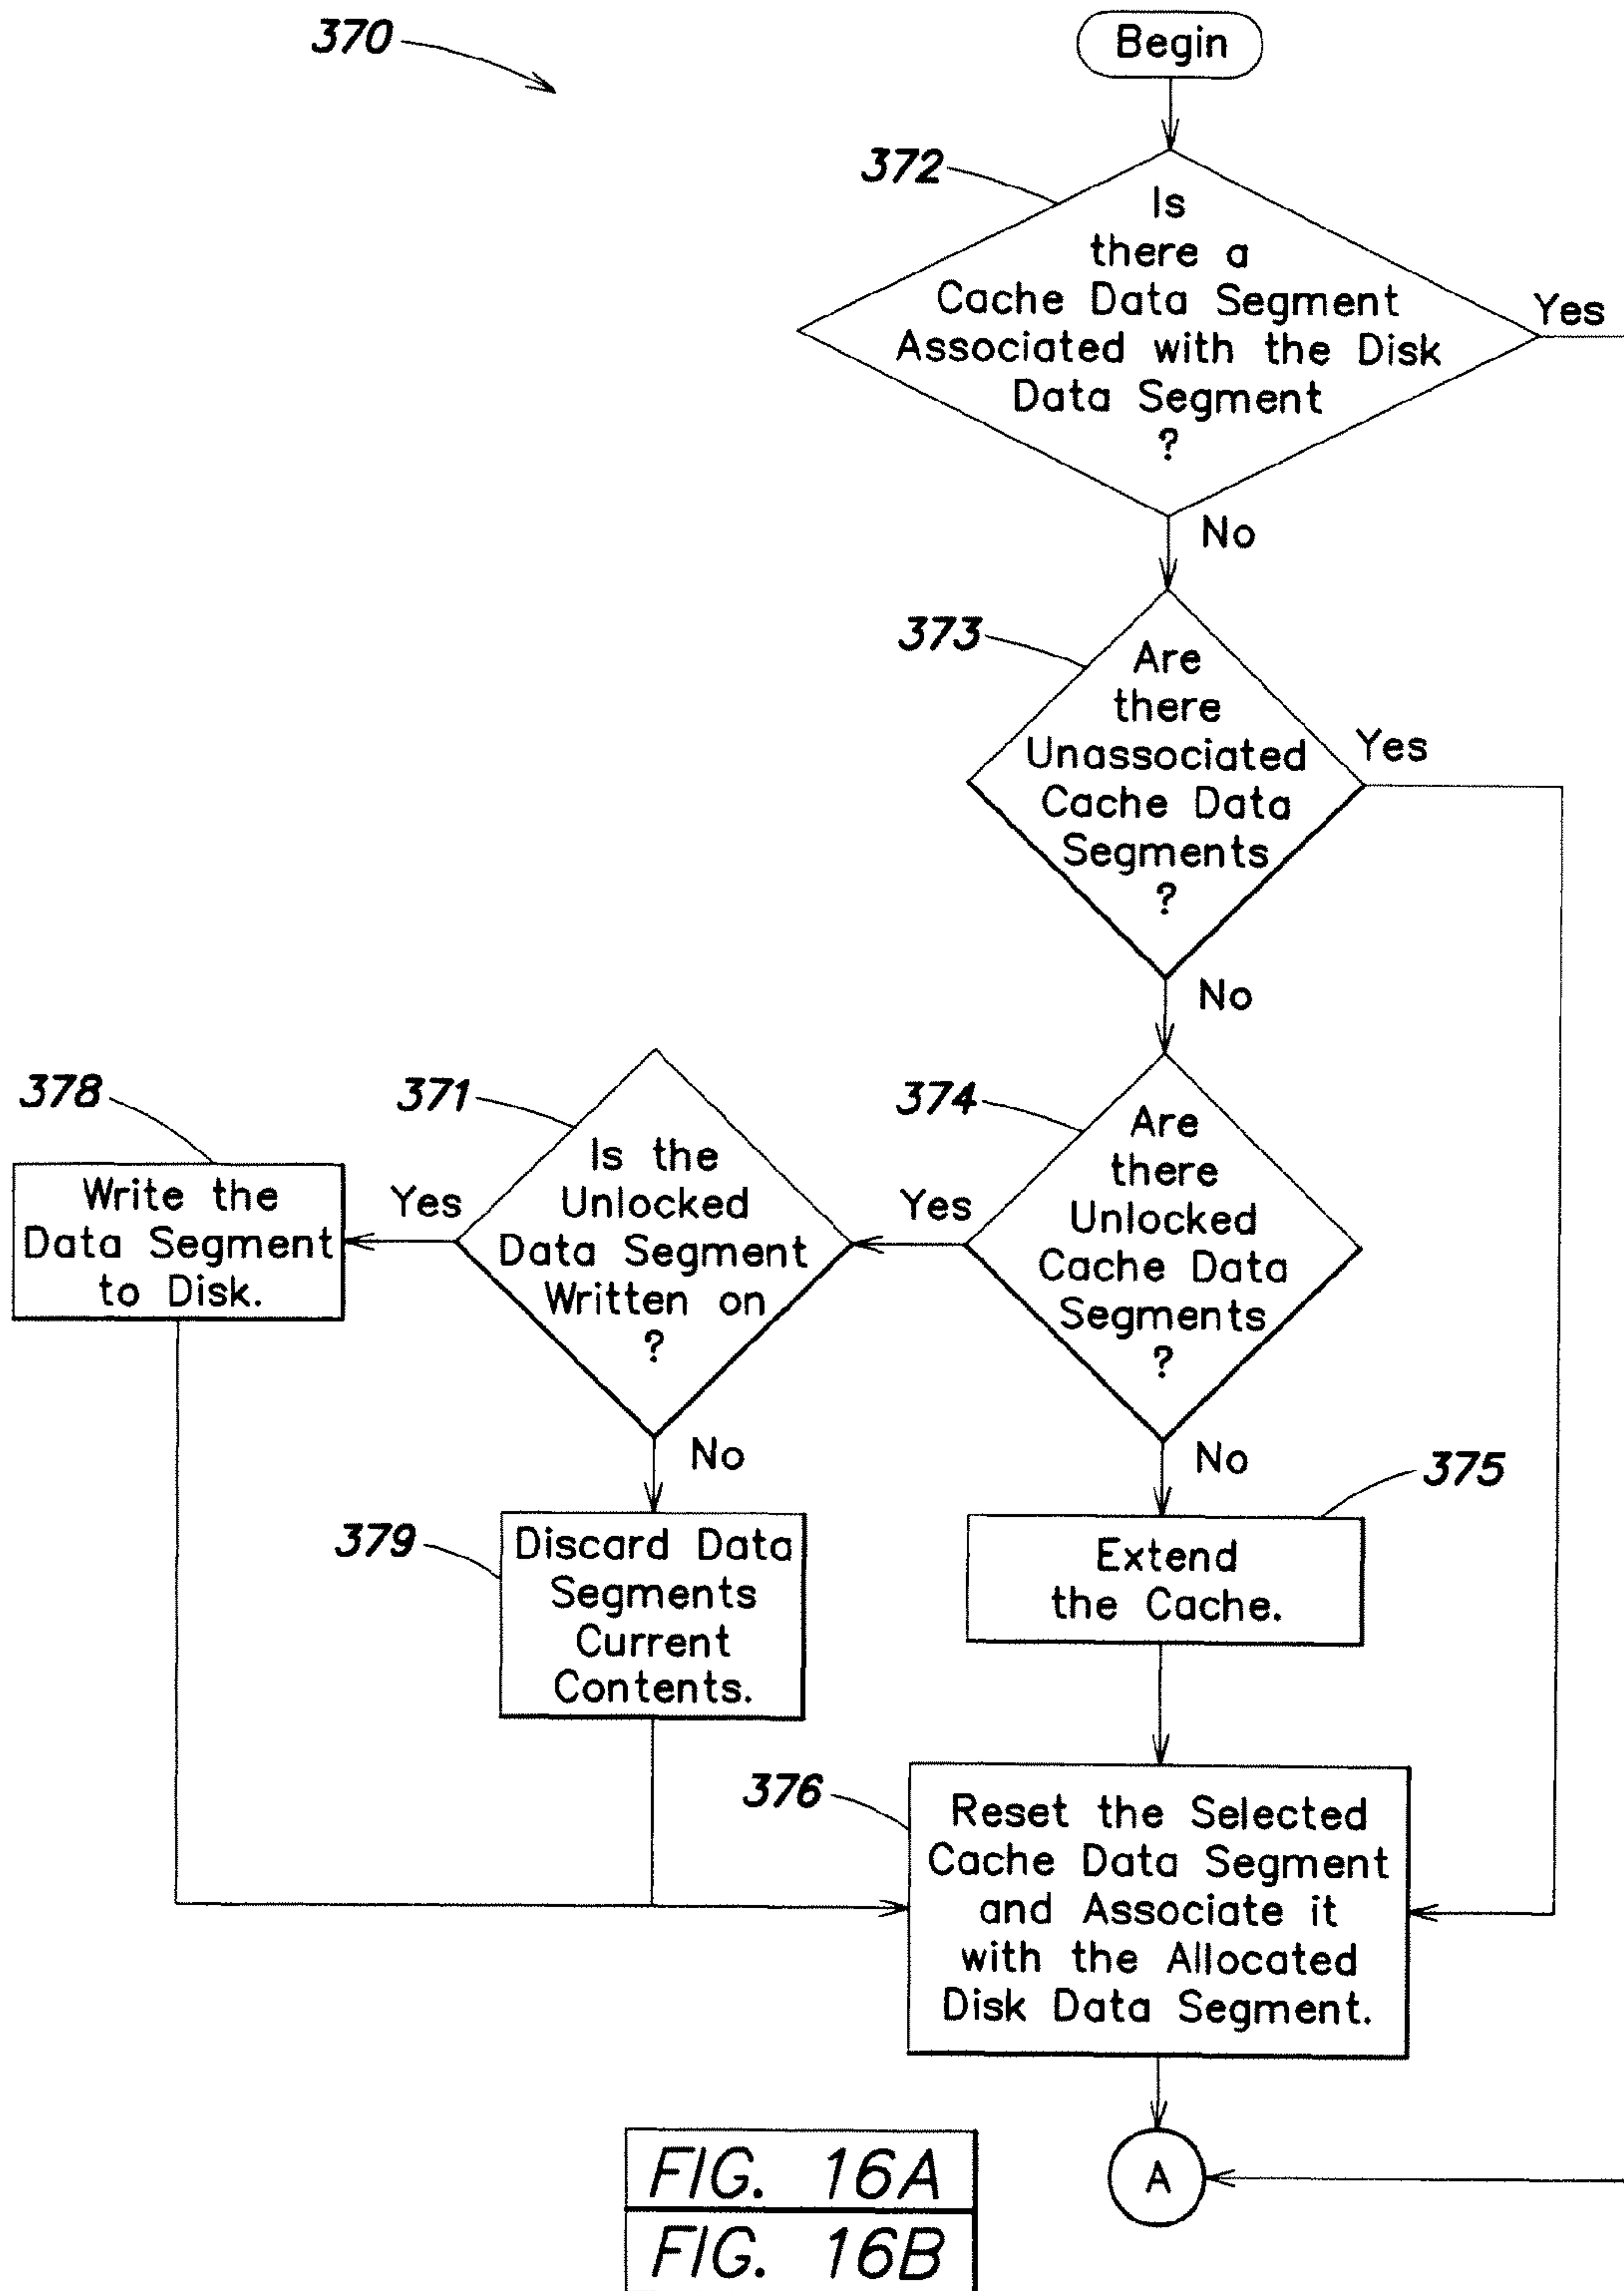 370
Begin
372
Is
there a
Cache Data Segment
Associated with the Disk
Data Segment
?
Yes
No
373
Are
there
Unassociated
Cache Data
Segments
?
Yes
No
374
Are
there
Unlocked
Cache Data
Segments
?
Yes
No
371
Is the
Unlocked
Data Segment
Written on
?
Yes
No
378
Write the
Data Segment
to Disk.
379
Discard Data
Segments
Current
Contents.
375
Extend
the Cache.
376
Reset the Selected
Cache Data Segment
and Associate it
with the Allocated
Disk Data Segment.
A
FIG. 16A
FIG. 16B